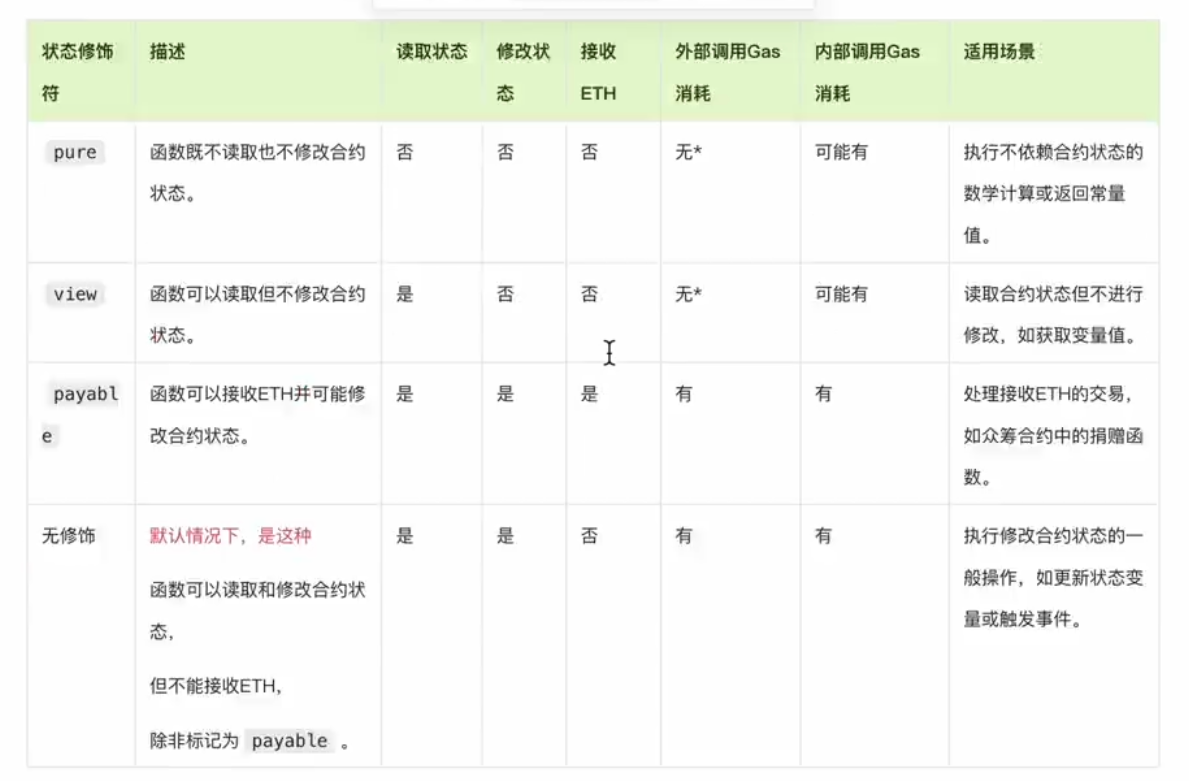 状态修饰符 描述 读取状态 修改状态 接收ETH 外部调用Gas消耗 内部调用Gas消耗 适用场景
pure 函数既不读取也不修改合约状态。 否 否 否 无* 可能有 执行不依赖合约状态的数学计算或返回常量值。
view 函数可以读取但不修改合约状态。 是 否 否 无* 可能有 读取合约状态但不进行修改，如获取变量值。
payable 函数可以接收ETH并可能修改合约状态。 是 是 是 有 有 处理接收ETH的交易，如众筹合约中的捐赠函数。
无修饰 默认情况下，是这种 是 是 否 有 有 执行修改合约状态的一般操作，如更新状态变量或触发事件。
函数可以读取和修改合约状态，
但不能接收ETH，
除非标记为 payable 。